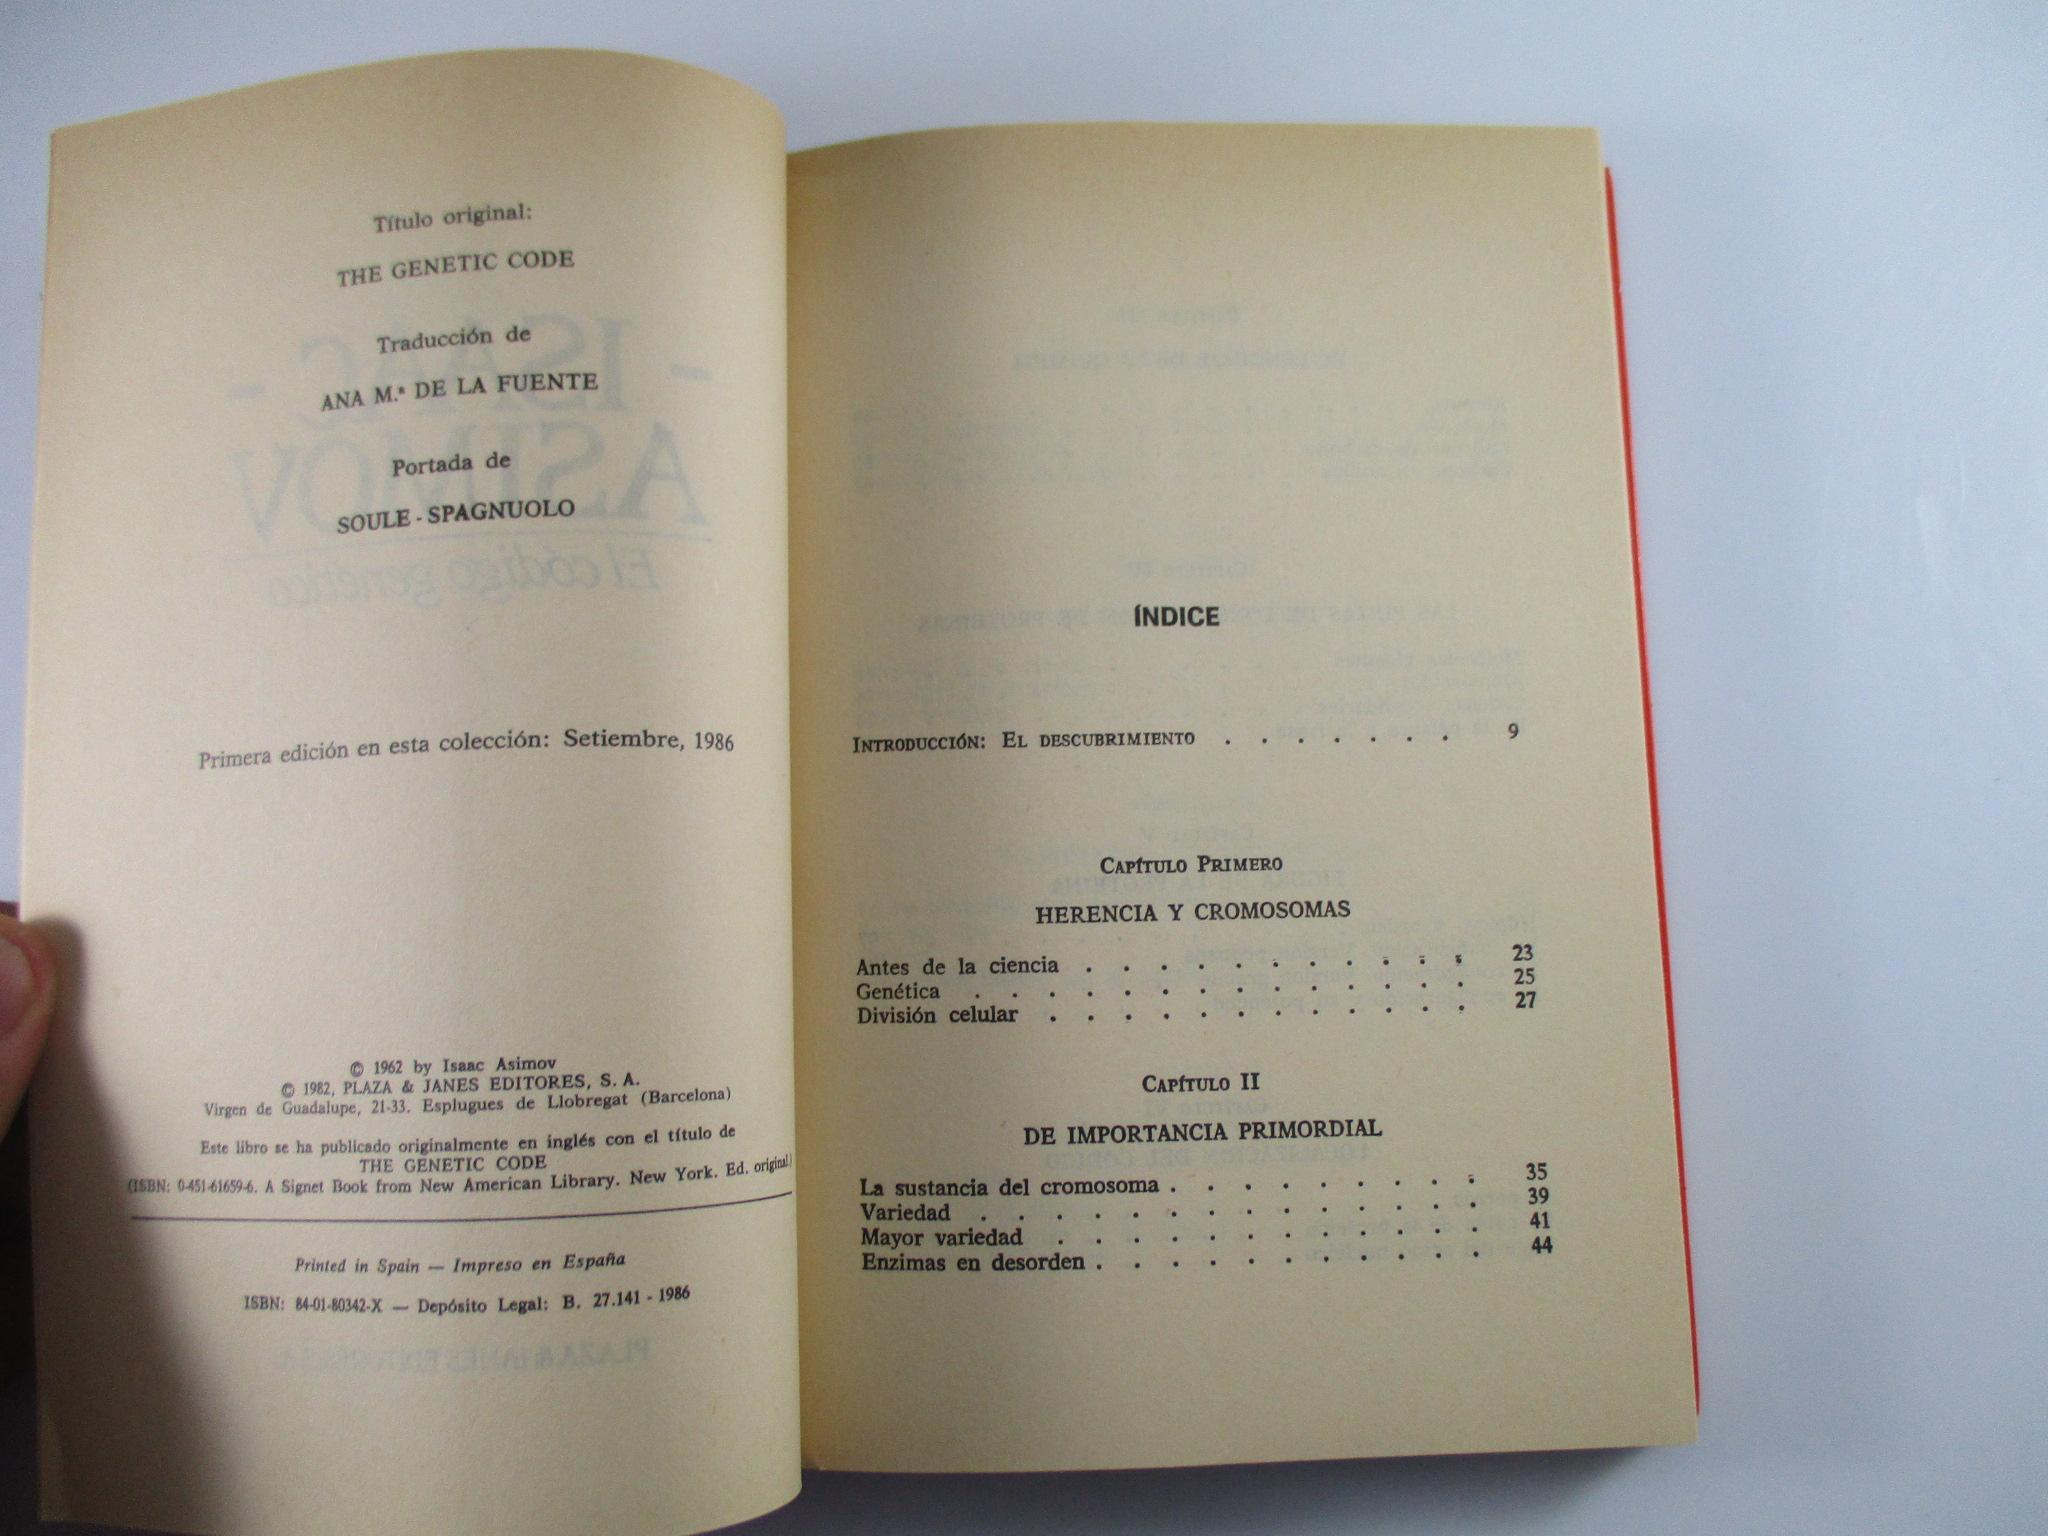 Título original:
THE GENETIC CODE
Traducción de
ANA M.ª DE LA FUENTE
Portada de
SOULE - SPAGNUOLO
Primera edición en esta colección: Setiembre, 1986
© 1962 by Isaac Asimov
© 1982, PLAZA & JANES EDITORES, S. A.
Virgen de Guadalupe, 21-33. Esplugues de Llobregat (Barcelona)
Este libro se ha publicado originalmente en inglés con el título de
THE GENETIC CODE
(ISBN: 0-451-61659-6. A Signet Book from New American Library. New York. Ed. original)
Printed in Spain — Impreso en España
ISBN: 84-01-80342-X — Depósito Legal: B. 27.141 - 1986
ÍNDICE
INTRODUCCIÓN: EL DESCUBRIMIENTO . . . . . . . 9
CAPÍTULO PRIMERO
HERENCIA Y CROMOSOMAS
Antes de la ciencia . . . . . . . . . . . 23
Genética . . . . . . . . . . . . . . 25
División celular . . . . . . . . . . . . 27
CAPÍTULO II
DE IMPORTANCIA PRIMORDIAL
La sustancia del cromosoma . . . . . . . . . 35
Variedad . . . . . . . . . . . . . . 39
Mayor variedad . . . . . . . . . . . . 41
Enzimas en desorden . . . . . . . . . . . 44